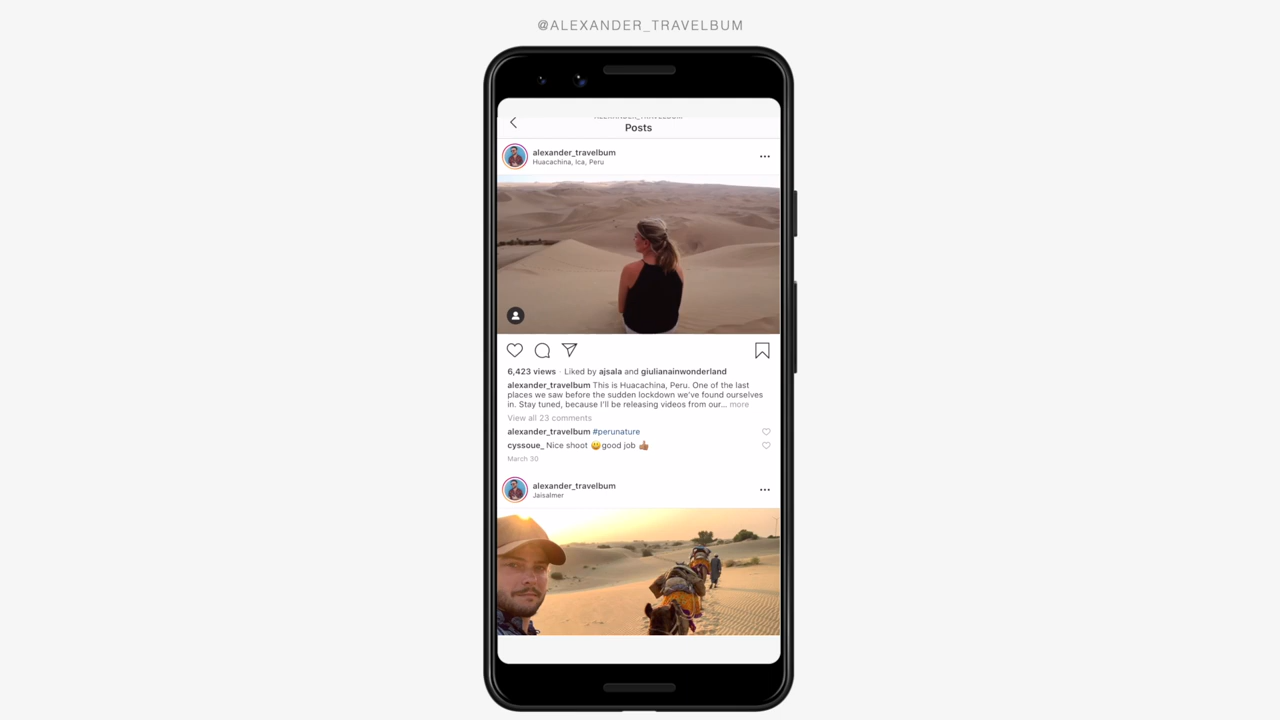 @ALEXANDER_TRAVELBUM
Posts
alexander_travelbum
Huacachina, Ica, Peru
6,423 views · Liked by ajsala and giulianainwonderland
alexander_travelbum This is Huacachina, Peru. One of the last
places we saw before the sudden lockdown we've found ourselves
in. Stay tuned, because I'll be releasing videos from our... more
View all 23 comments
alexander_travelbum #perunature
cyssoue_ Nice shoot 😀good job 👍🏽
March 30
alexander_travelbum
Jaisalmer